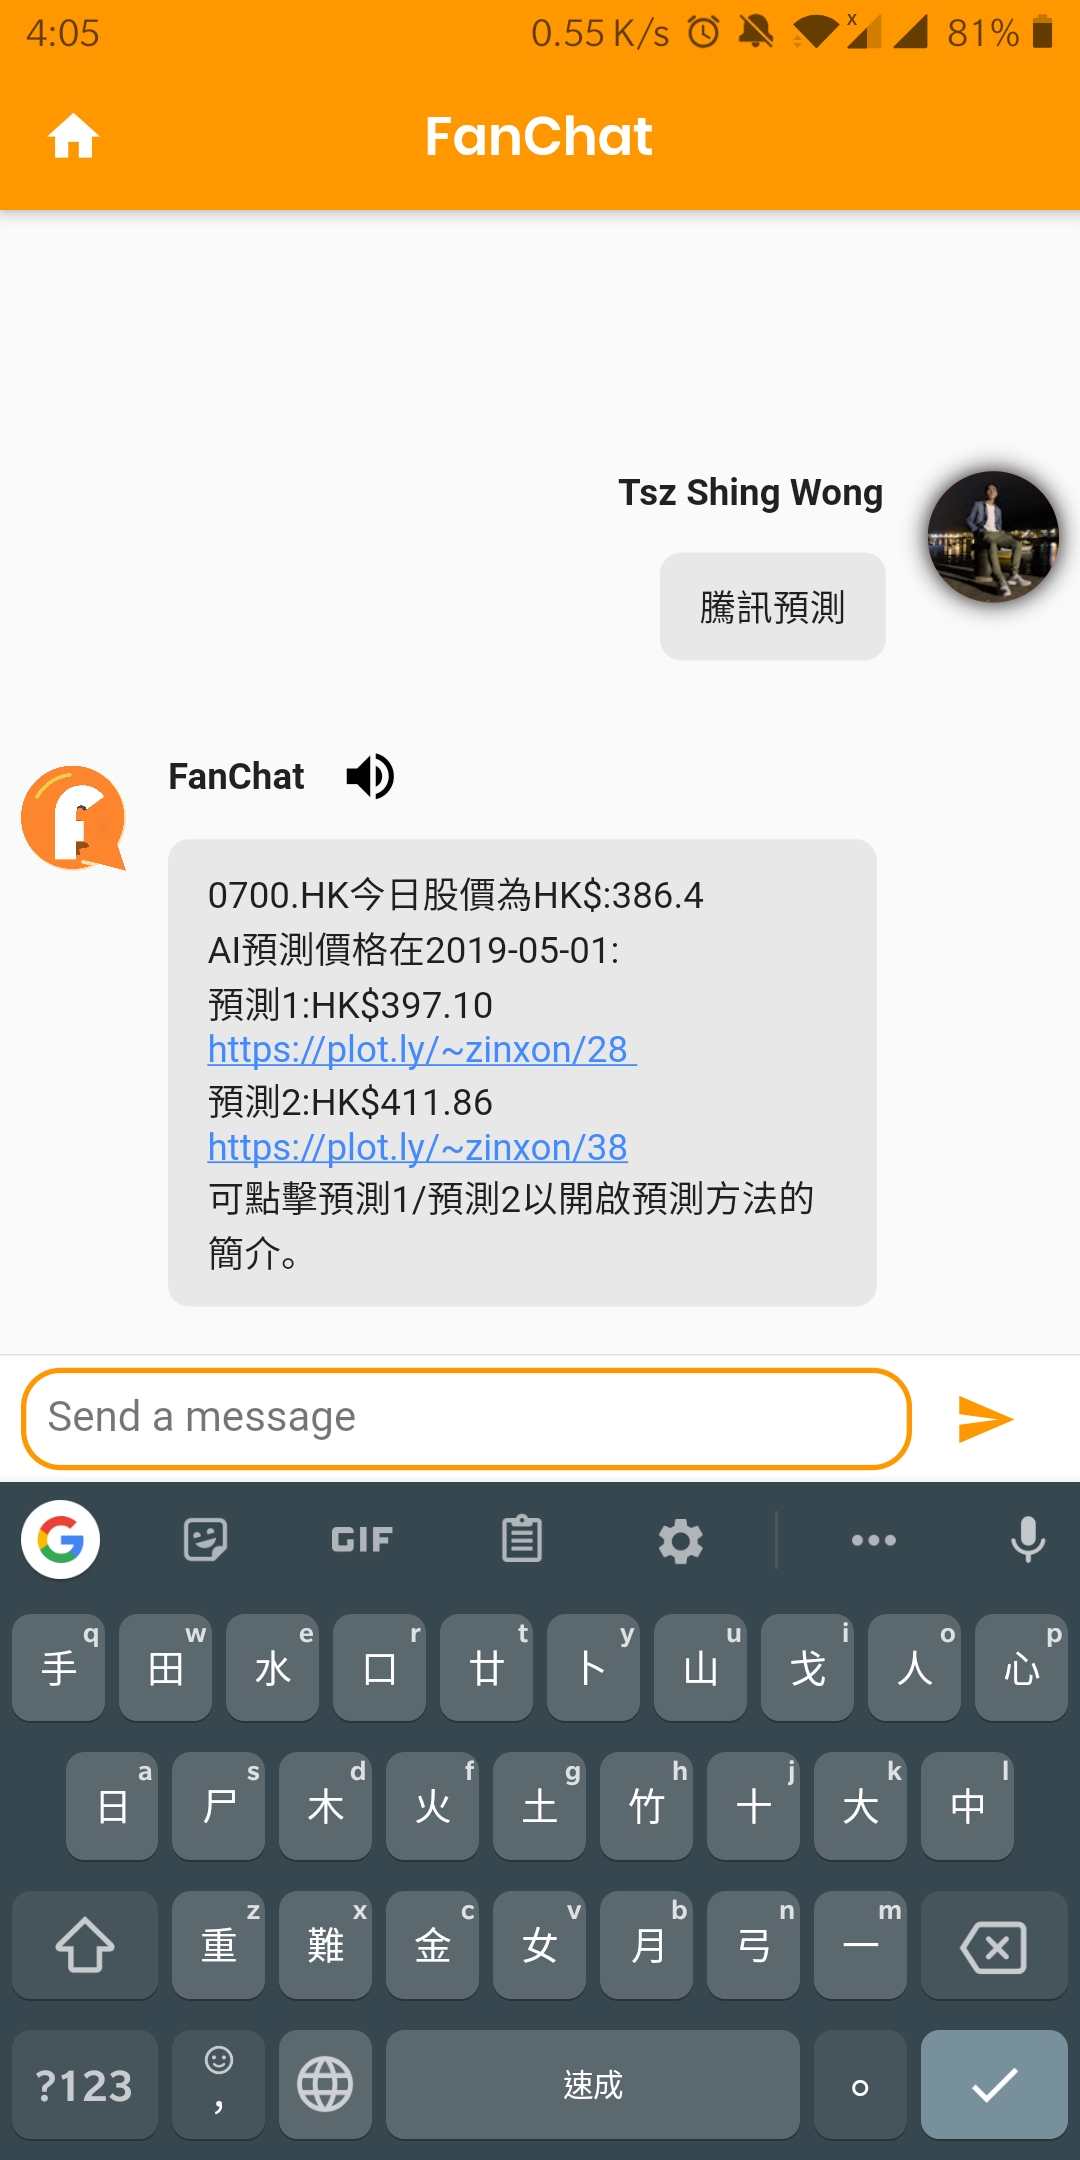 4:05
0.55 K/s
81%
FanChat
Tsz Shing Wong
騰訊預測
FanChat
0700.HK今日股價為HK$:386.4
AI預測價格在2019-05-01:
預測1:HK$397.10
https://plot.ly/~zinxon/28
預測2:HK$411.86
https://plot.ly/~zinxon/38
可點擊預測1/預測2以開啟預測方法的
簡介。
Send a message
G GIF
q w e r t y u i o p
手 田 水 口 廿 卜 山 戈 人 心
a s d f g h j k l
日 尸 木 火 土 竹 十 大 中
z x c v b n m
重 難 金 女 月 弓 一
?123 , 速成 。